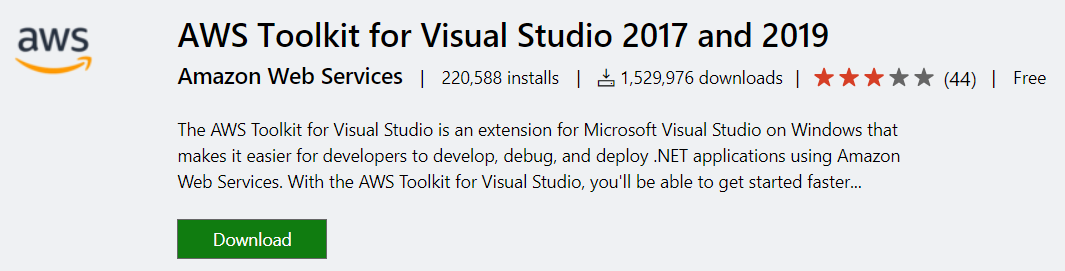 aws
AWS Toolkit for Visual Studio 2017 and 2019
Amazon Web Services | 220,588 installs | 1,529,976 downloads | (44) | Free
The AWS Toolkit for Visual Studio is an extension for Microsoft Visual Studio on Windows that
makes it easier for developers to develop, debug, and deploy .NET applications using Amazon
Web Services. With the AWS Toolkit for Visual Studio, you'll be able to get started faster...
Download